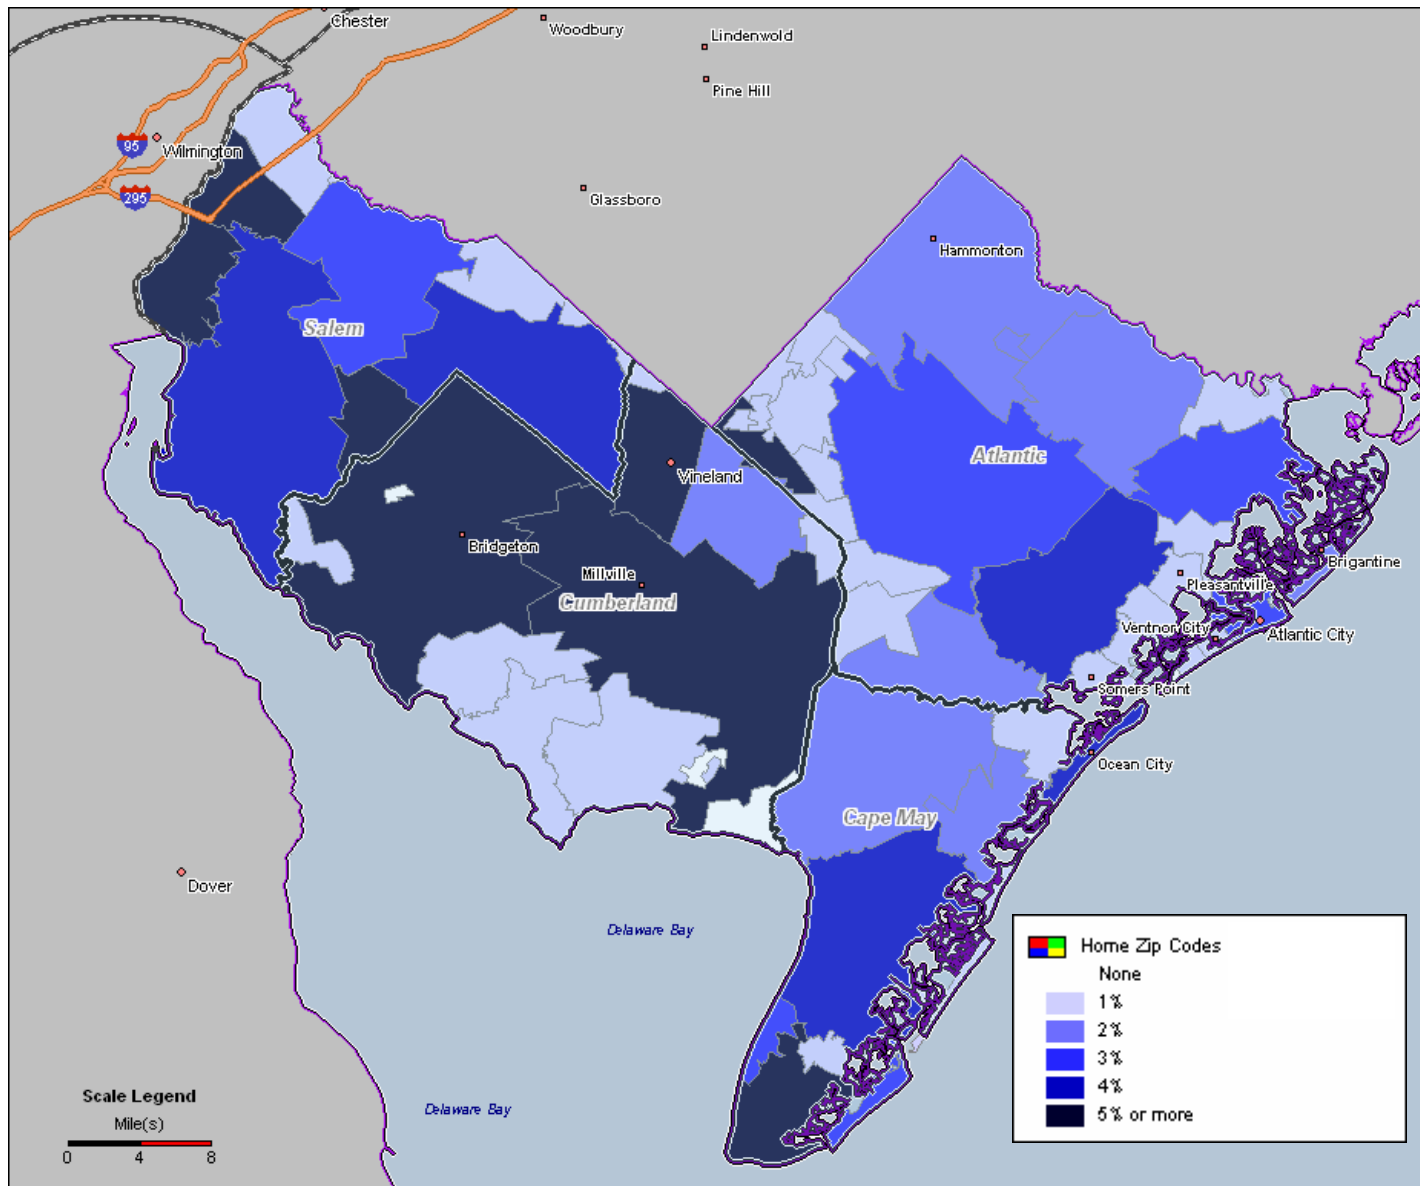 Chester
Woodbury
Lindenwold
Pine Hill
95
Wilmington
295
Glassboro
Hammonton
Salem
Atlantic
Vineland
Bridgeton
Millville
Cumberland
Brigantine
Pleasantville
Ventnor City
Atlantic City
Somers Point
Ocean City
Cape May
Dover
Delaware Bay
Home Zip Codes
None
1%
2%
3%
4%
5% or more
Scale Legend
Mile(s)
0 4 8
Delaware Bay